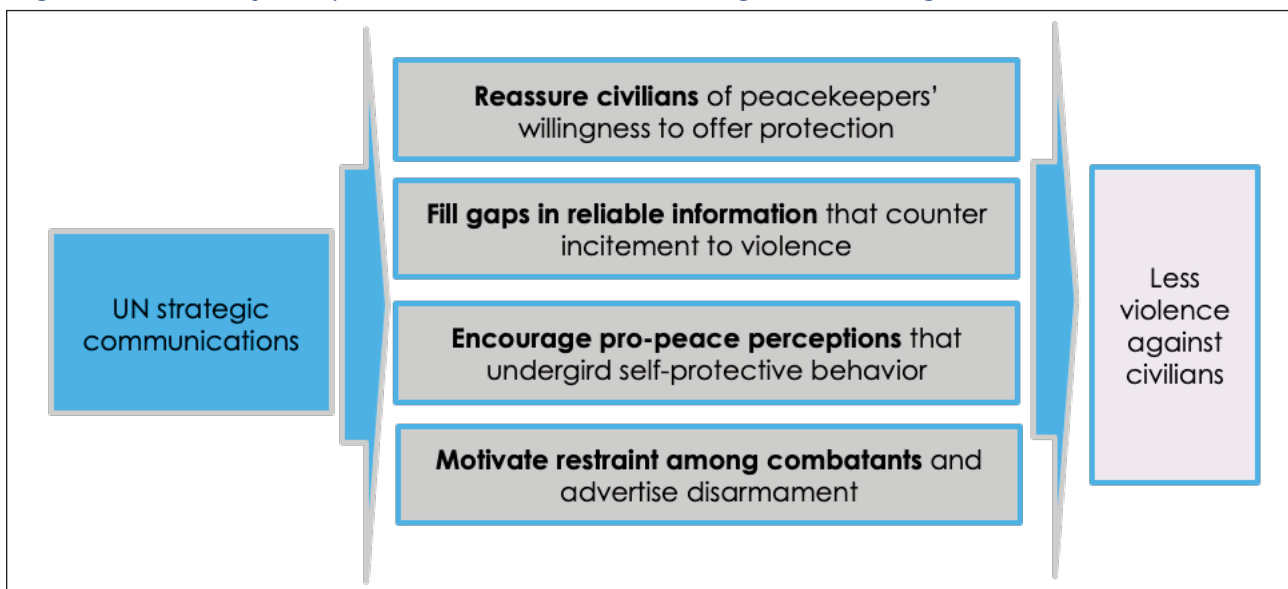 UN strategic
communications
Reassure civilians of peacekeepers'
willingness to offer protection
Fill gaps in reliable information that counter
incitement to violence
Encourage pro-peace perceptions that
undergird self-protective behavior
Motivate restraint among combatants and
advertise disarmament
Less
violence
against
civilians